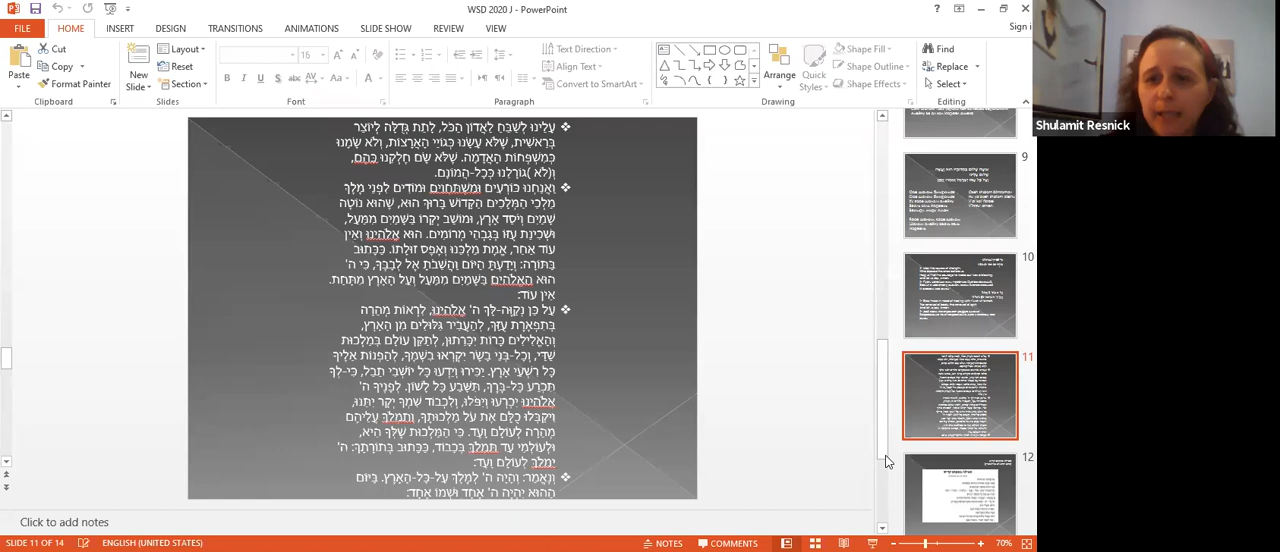 WSD 2020 J - PowerPoint
FILE HOME INSERT DESIGN TRANSITIONS ANIMATIONS SLIDE SHOW REVIEW VIEW Sign i
Paste Cut Copy Format Painter Clipboard
New Slide Layout Reset Section Slides
16 Font
Text Direction Align Text Convert to SmartArt Paragraph
Arrange Quick Styles Shape Fill Shape Outline Shape Effects Drawing
Find Replace Select Editing
Shulamit Resnick
עָלֵינוּ לְשַׁבֵּחַ לַאֲדוֹן הַכֹּל, לָתֵת גְּדֻלָּה לְיוֹצֵר
בְּרֵאשִׁית, שֶׁלֹּא עָשָׂנוּ כְּגוֹיֵי הָאֲרָצוֹת, וְלֹא שָׂמָנוּ
כְּמִשְׁפְּחוֹת הָאֲדָמָה. שֶׁלֹּא שָׂם חֶלְקֵנוּ כָּהֶם,
וְ(לֹא )גוֹרָלֵנוּ כְּכָל-הֲמוֹנָם.
וַאֲנַחְנוּ כּוֹרְעִים וּמִשְׁתַּחֲוִים וּמוֹדִים לִפְנֵי מֶלֶךְ
מַלְכֵי הַמְּלָכִים הַקָּדוֹשׁ בָּרוּךְ הוּא, שֶׁהוּא נוֹטֶה
שָׁמַיִם וְיֹסֵד אָרֶץ, וּמוֹשַׁב יְקָרוֹ בַּשָּׁמַיִם מִמַּעַל,
וּשְׁכִינַת עֻזּוֹ בְּגָבְהֵי מְרוֹמִים. הוּא אֱלֹהֵינוּ וְאֵין
עוֹד אַחֵר, אֱמֶת מַלְכֵּנוּ וְאֶפֶס זוּלָתוֹ. כַּכָּתוּב
בַּתּוֹרָה: וְיָדַעְתָּ הַיּוֹם וַהֲשֵׁבֹתָ אֶל לְבָבֶךָ, כִּי ה'
הוּא הָאֱלֹהִים בַּשָּׁמַיִם מִמַּעַל וְעַל הָאָרֶץ מִתָּחַת.
אֵין עוֹד:
עַל כֵּן נְקַוֶּה-לְךָ ה' אֱלֹהֵינוּ, לִרְאוֹת מְהֵרָה
בְּתִפְאֶרֶת עֻזָּךְ, לְהַעֲבִיר גִּלּוּלִים מִן הָאָרֶץ,
וְהָאֱלִילִים כָּרוֹת יִכָּרֵתוּן, לְתַקֵּן עוֹלָם בְּמַלְכוּת
שַׁדַּי, וְכָל-בְּנֵי בָשָׂר יִקְרְאוּ בִשְׁמֶךָ, לְהַפְנוֹת אֵלֶיךָ
כָּל רִשְׁעֵי אָרֶץ. יַכִּירוּ וְיֵדְעוּ כָּל יוֹשְׁבֵי תֵבֵל, כִּי-לְךָ
תִּכְרַע כָּל-בֶּרֶךְ, תִּשָּׁבַע כָּל לָשׁוֹן. לְפָנֶיךָ ה'
אֱלֹהֵינוּ יִכְרְעוּ וְיִפֹּלוּ, וְלִכְבוֹד שִׁמְךָ יְקָר יִתֵּנוּ,
וִיקַבְּלוּ כֻלָּם אֶת עֹל מַלְכוּתֶךָ, וְתִמְלֹךְ עֲלֵיהֶם
מְהֵרָה לְעוֹלָם וָעֶד. כִּי הַמַּלְכוּת שֶׁלְּךָ הִיא,
וּלְעוֹלְמֵי עַד תִּמְלֹךְ בְּכָבוֹד, כַּכָּתוּב בְּתוֹרָתֶךָ: ה'
יִמְלֹךְ לְעוֹלָם וָעֶד:
וְנֶאֱמַר: וְהָיָה ה' לְמֶלֶךְ עַל-כָּל-הָאָרֶץ. בַּיּוֹם
הַהוּא יִהְיֶה ה' אֶחָד וּשְׁמוֹ אֶחָד:
9
10
11
12
Click to add notes
SLIDE 11 OF 14 ENGLISH (UNITED STATES) NOTES COMMENTS 70%